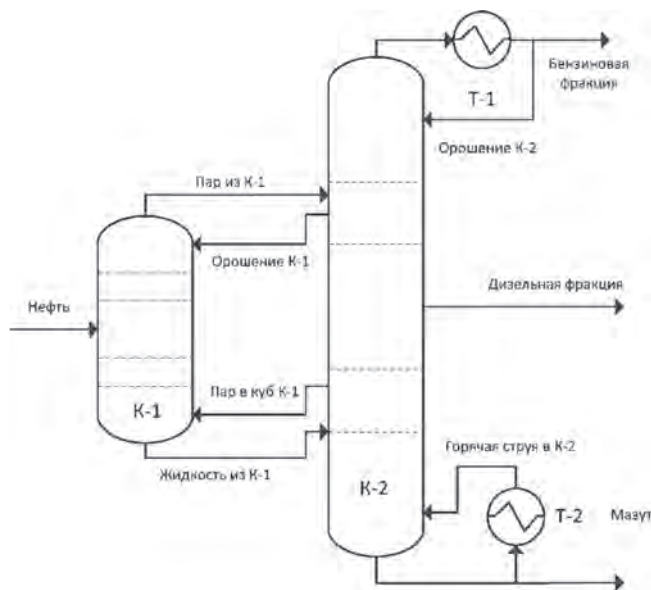 Бензиновая
фракция
Т-1
Орошение К-2
Пар из К-1
Орошение К-1
Нефть
Дизельная фракция
Пар в куб К-1
К-1
Горячая струя в К-2
Жидкость из К-1
К-2
Т-2
Мазут